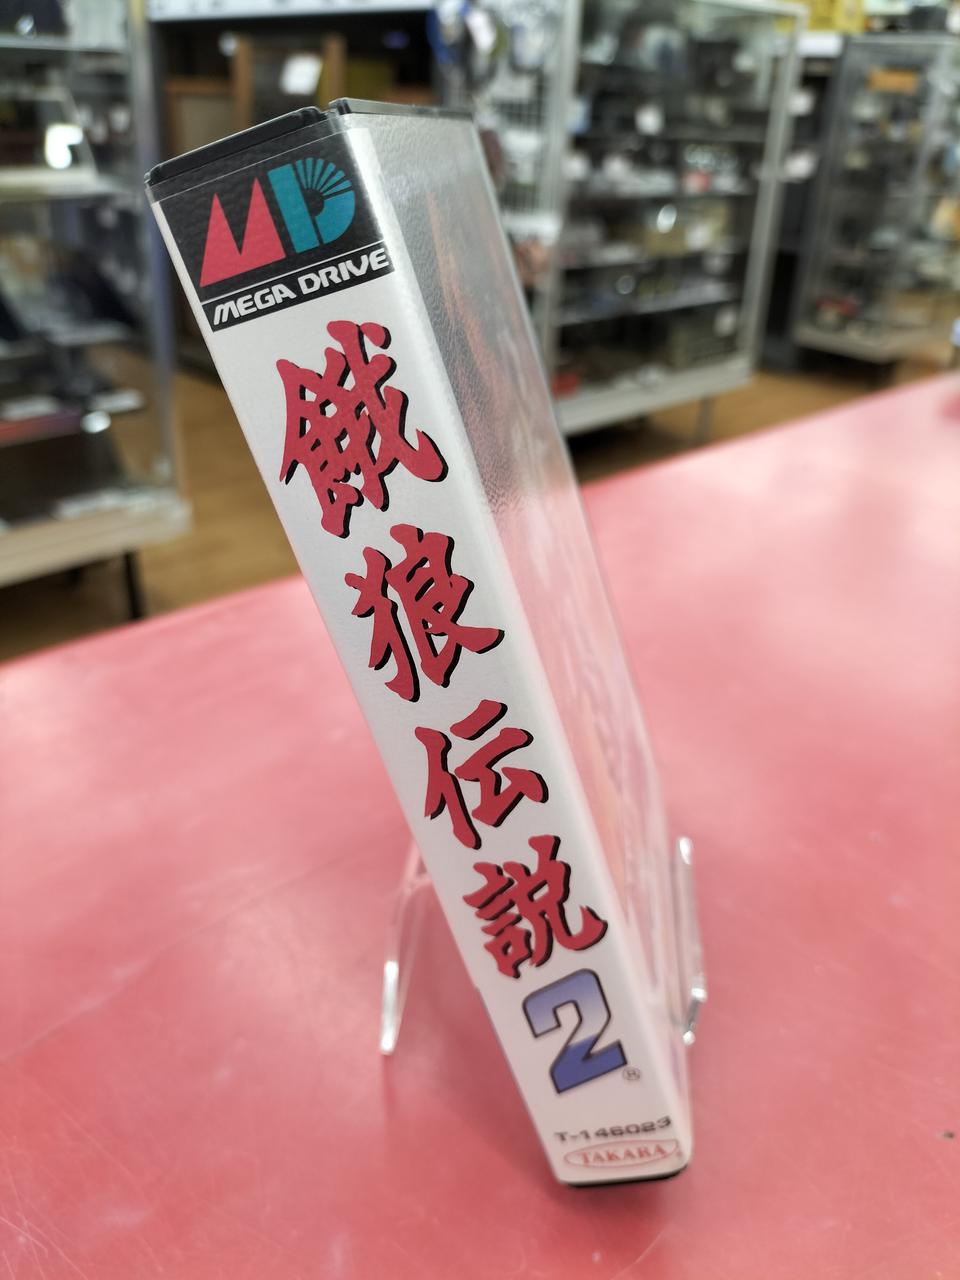 MD
MEGA DRIVE
餓狼伝説2
®
T-146023
TAKARA